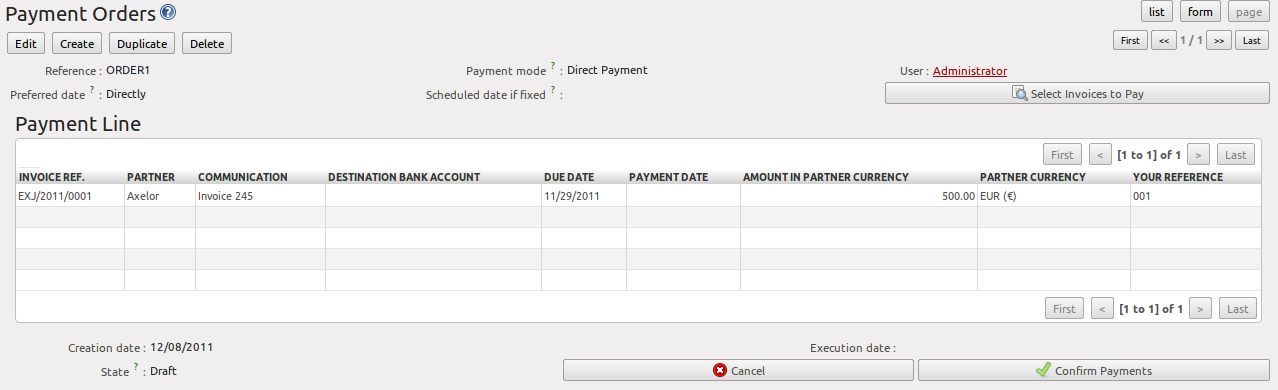 Payment Orders ?
list form page
Edit Create Duplicate Delete
First << 1 / 1 >> Last
Reference : ORDER1 Payment mode ? : Direct Payment User : Administrator
Preferred date ? : Directly Scheduled date if fixed ? : Select Invoices to Pay
Payment Line
First < [1 to 1] of 1 > Last
INVOICE REF. PARTNER COMMUNICATION DESTINATION BANK ACCOUNT DUE DATE PAYMENT DATE AMOUNT IN PARTNER CURRENCY PARTNER CURRENCY YOUR REFERENCE
EXJ/2011/0001 Axelor Invoice 245 11/29/2011 500.00 EUR (€) 001
First < [1 to 1] of 1 > Last
Creation date : 12/08/2011 Execution date :
State ? : Draft Cancel Confirm Payments